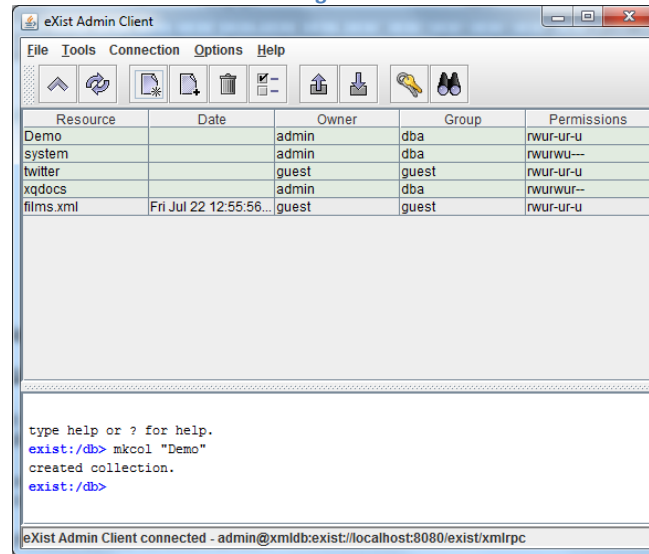 eXist Admin Client
File Tools Connection Options Help
Resource Date Owner Group Permissions
Demo admin dba rwur-ur-u
system admin dba rwurwu---
twitter guest guest rwur-ur-u
xqdocs admin dba rwurwur--
films.xml Fri Jul 22 12:55:56... guest guest rwur-ur-u
type help or ? for help.
exist:/db> mkcol "Demo"
created collection.
exist:/db>
eXist Admin Client connected - admin@xmldb:exist://localhost:8080/exist/xmlrpc